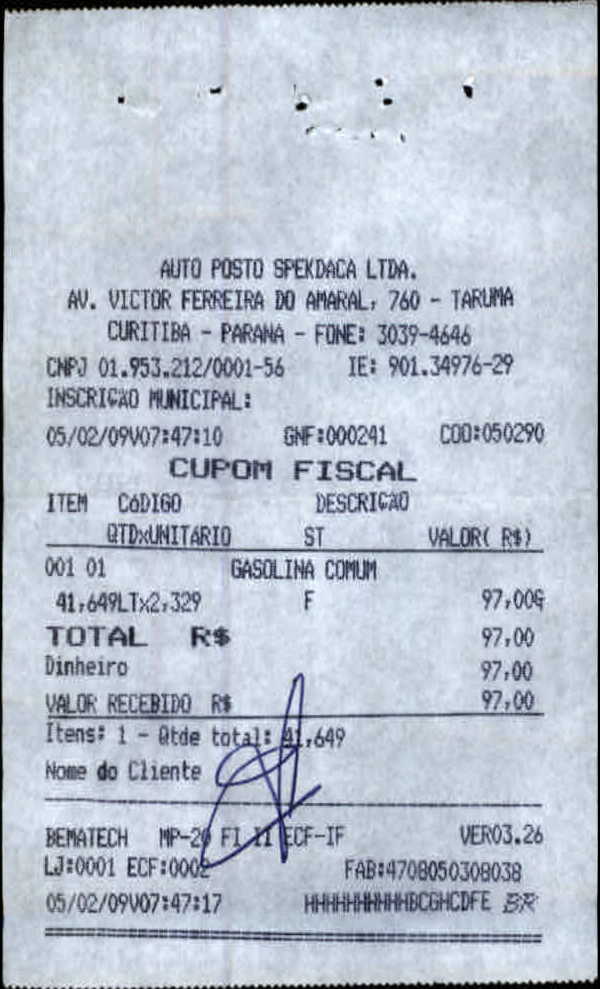 AUTO POSTO SPEKDACA LTDA.
AV. VICTOR FERREIRA DO AMARAL, 760 - TARUMA
CURITIBA - PARANA - FONE: 3039-4646
CNPJ 01.953.212/0001-56 IE: 901.34976-29
INSCRIÇÃO MUNICIPAL:
05/02/09V07:47:10 GNF:000241 COO:050290
CUPOM FISCAL
ITEM CóDIGO DESCRIÇÃO
QTDxUNITÁRIO ST VALOR( R$)
001 01 GASOLINA COMUM
41,649LTx2,329 F 97,00G
TOTAL R$ 97,00
Dinheiro 97,00
VALOR RECEBIDO R$ 97,00
Itens: 1 - Qtde total: 41,649
Nome do Cliente
BEMATECH MP-20 FI II ECF-IF VER03.26
LJ:0001 ECF:0002 FAB:4708050308038
05/02/09V07:47:17 HHHHHHHHHBCGHCDFE BR